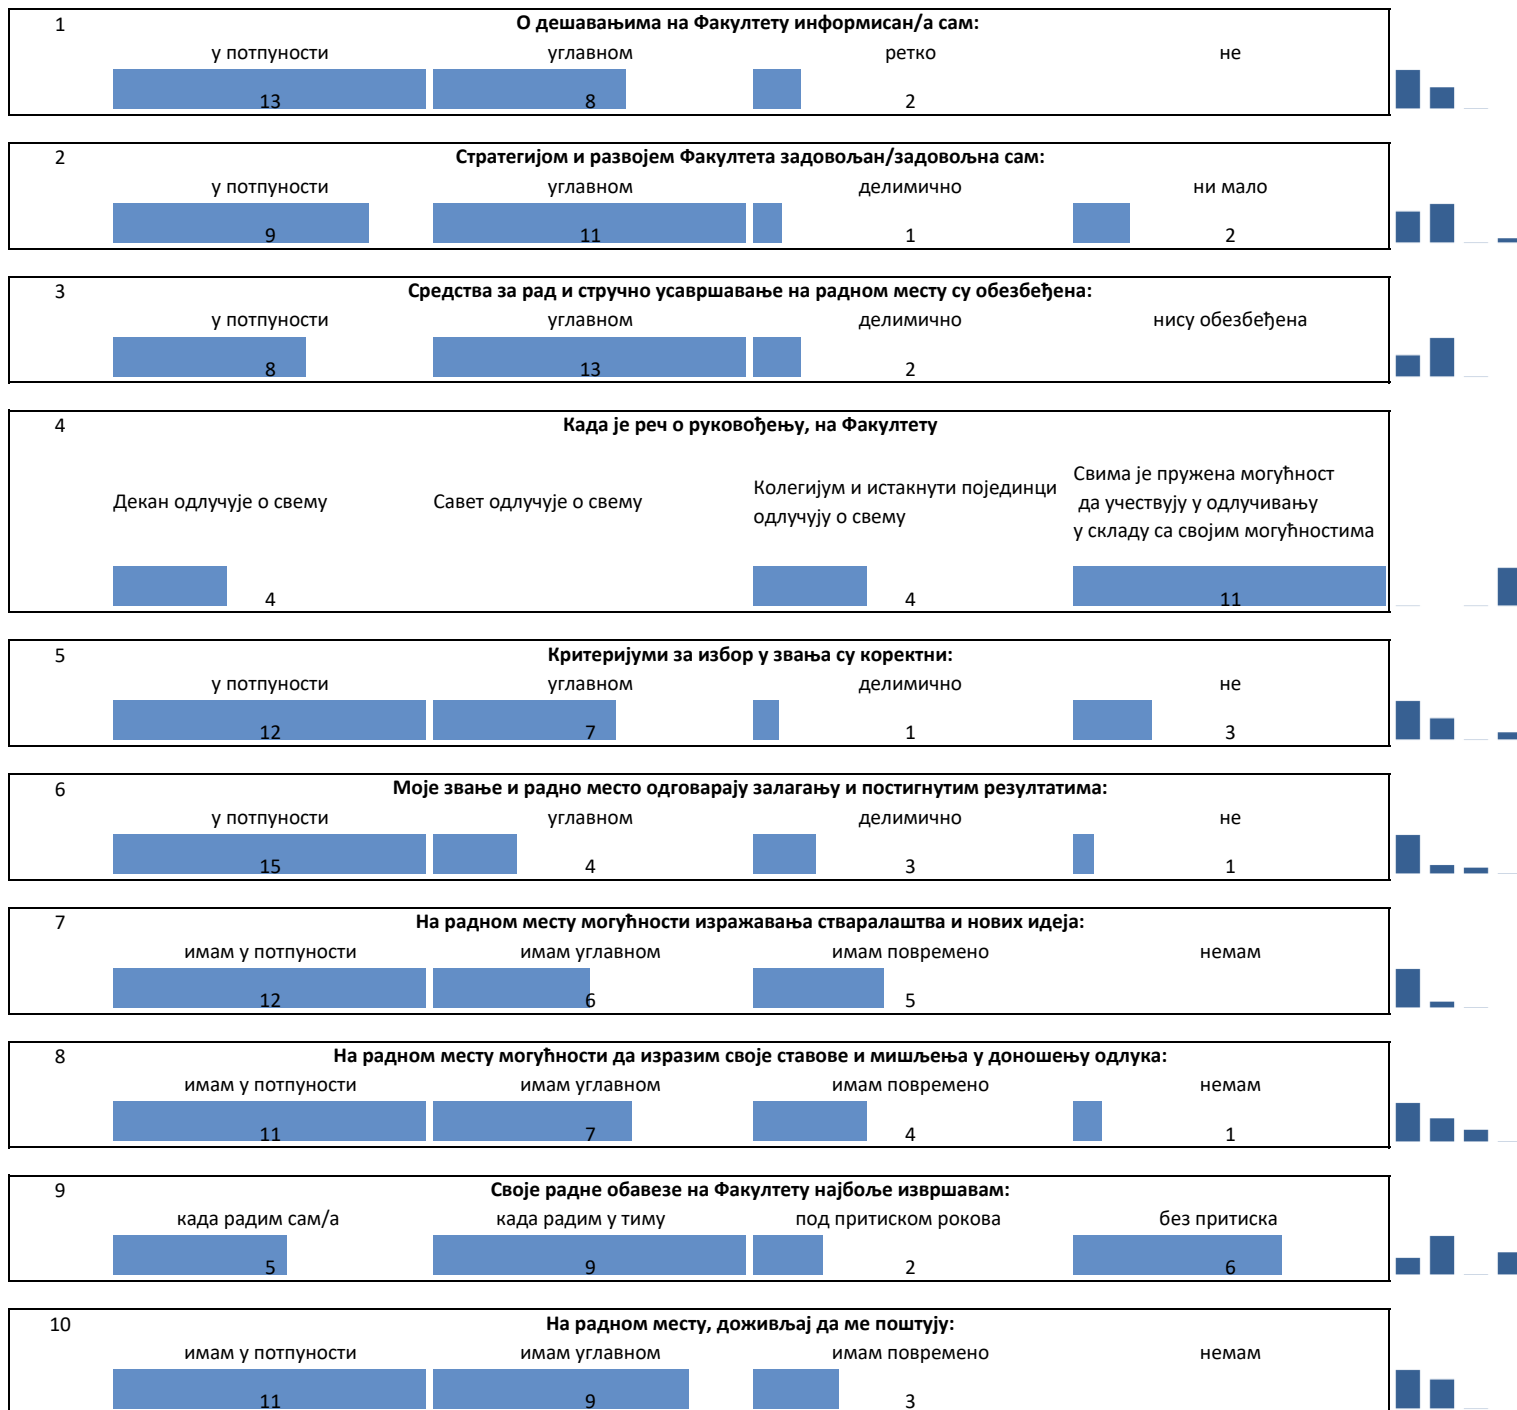 1 О дешавањима на Факултету информисан/а сам:
у потпуности углавном ретко не
13 8 2
2 Стратегијом и развојем Факултета задовољан/задовољна сам:
у потпуности углавном делимично ни мало
9 11 1 2
3 Средства за рад и стручно усавршавање на радном месту су обезбеђена:
у потпуности углавном делимично нису обезбеђена
8 13 2
4 Када је реч о руковођењу, на Факултету
Декан одлучује о свему
Савет одлучује о свему
Колегијум и истакнути појединци
одлучују о свему
Свима је пружена могућност
да учествују у одлучивању
у складу са својим могућностима
4 4 11
5 Критеријуми за избор у звања су коректни:
у потпуности углавном делимично не
12 7 1 3
6 Моје звање и радно место одговарају залагању и постигнутим резултатима:
у потпуности углавном делимично не
15 4 3 1
7 На радном месту могућности изражавања стваралаштва и нових идеја:
имам у потпуности имам углавном имам повремено немам
12 6 5
8 На радном месту могућности да изразим своје ставове и мишљења у доношењу одлука:
имам у потпуности имам углавном имам повремено немам
11 7 4 1
9 Своје радне обавезе на Факултету најбоље извршавам:
када радим сам/а када радим у тиму под притиском рокова без притиска
5 9 2 6
10 На радном месту, доживљај да ме поштују:
имам у потпуности имам углавном имам повремено немам
11 9 3